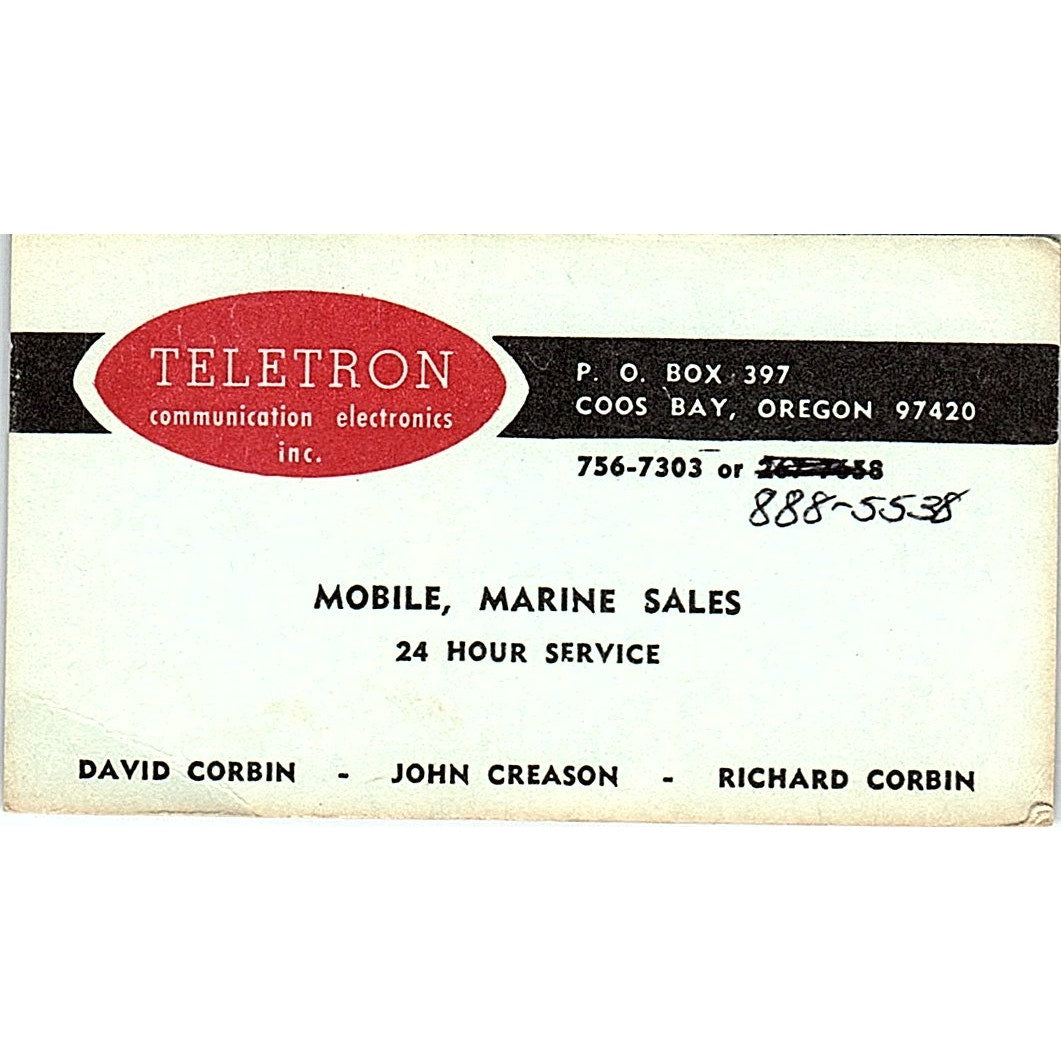 TELETRON
communication electronics
inc.
P. O. BOX 397
COOS BAY, OREGON 97420
756-7303 or
888-5538
MOBILE, MARINE SALES
24 HOUR SERVICE
DAVID CORBIN - JOHN CREASON - RICHARD CORBIN